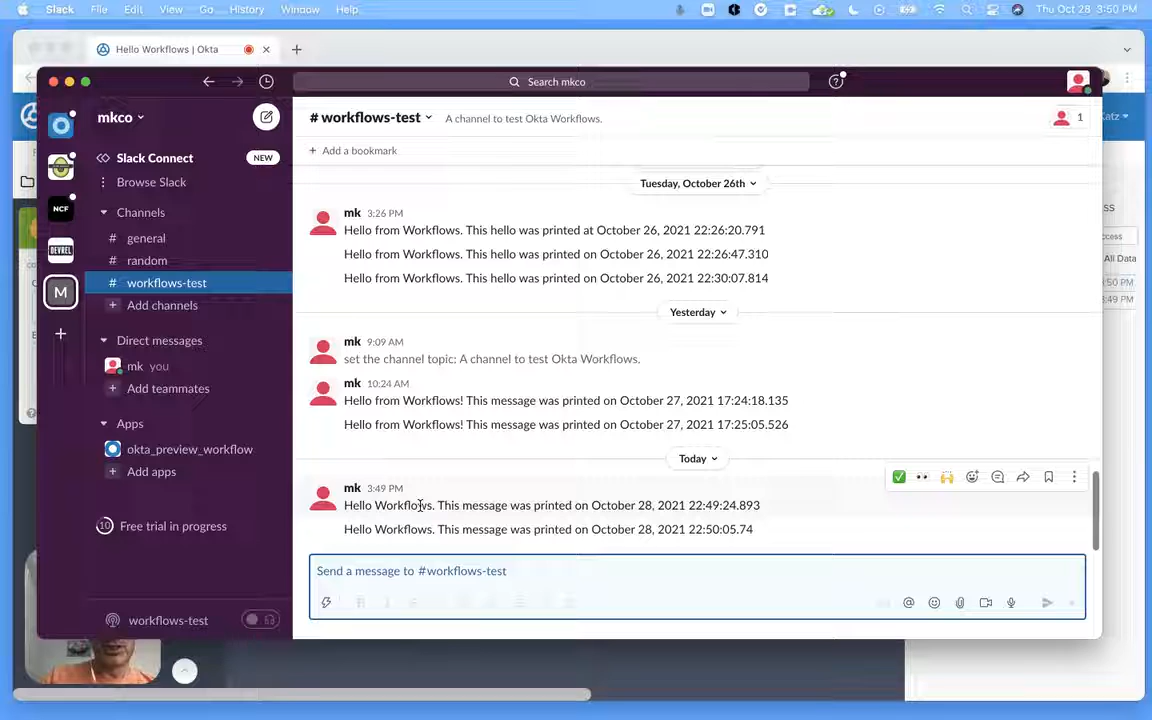 Slack File Edit View Go History Window Help Thu Oct 28 3:50 PM
Hello Workflows | Okta
Search mkco
mkco
# workflows-test
A channel to test Okta Workflows.
1
Katz
Add a bookmark
Slack Connect NEW
Browse Slack
Channels
# general
# random
# workflows-test
Add channels
Direct messages
mk you
Add teammates
Apps
okta_preview_workflow
Add apps
10 Free trial in progress
workflows-test
NCF
DEVREL
M
Tuesday, October 26th
mk 3:26 PM
Hello from Workflows. This hello was printed at October 26, 2021 22:26:20.791
Hello from Workflows. This hello was printed on October 26, 2021 22:26:47.310
Hello from Workflows. This hello was printed on October 26, 2021 22:30:07.814
Yesterday
mk 9:09 AM
set the channel topic: A channel to test Okta Workflows.
mk 10:24 AM
Hello from Workflows! This message was printed on October 27, 2021 17:24:18.135
Hello from Workflows! This message was printed on October 27, 2021 17:25:05.526
Today
mk 3:49 PM
Hello Workflows. This message was printed on October 28, 2021 22:49:24.893
Hello Workflows. This message was printed on October 28, 2021 22:50:05.74
Send a message to #workflows-test
All Data
:50 PM
:49 PM